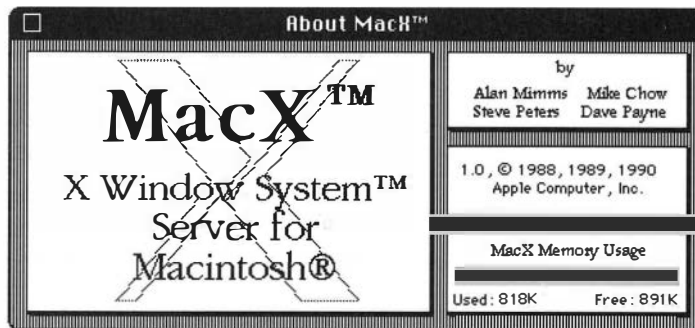 About MacX™
MacX™
X Window System™
Server for
Macintosh®
by
Alan Mimms Mike Chow
Steve Peters Dave Payne
1.0, © 1988, 1989, 1990
Apple Computer, Inc.
MacX Memory Usage
Used: 818K Free: 891K